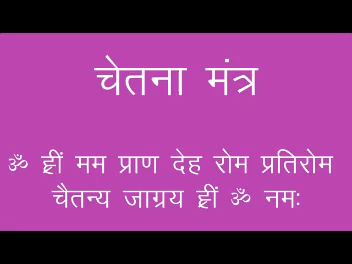 चेतना मंत्र
ॐ ह्रीं मम प्राण देह रोम प्रतिरोम
चैतन्य जाग्रय ह्रीं ॐ नमः